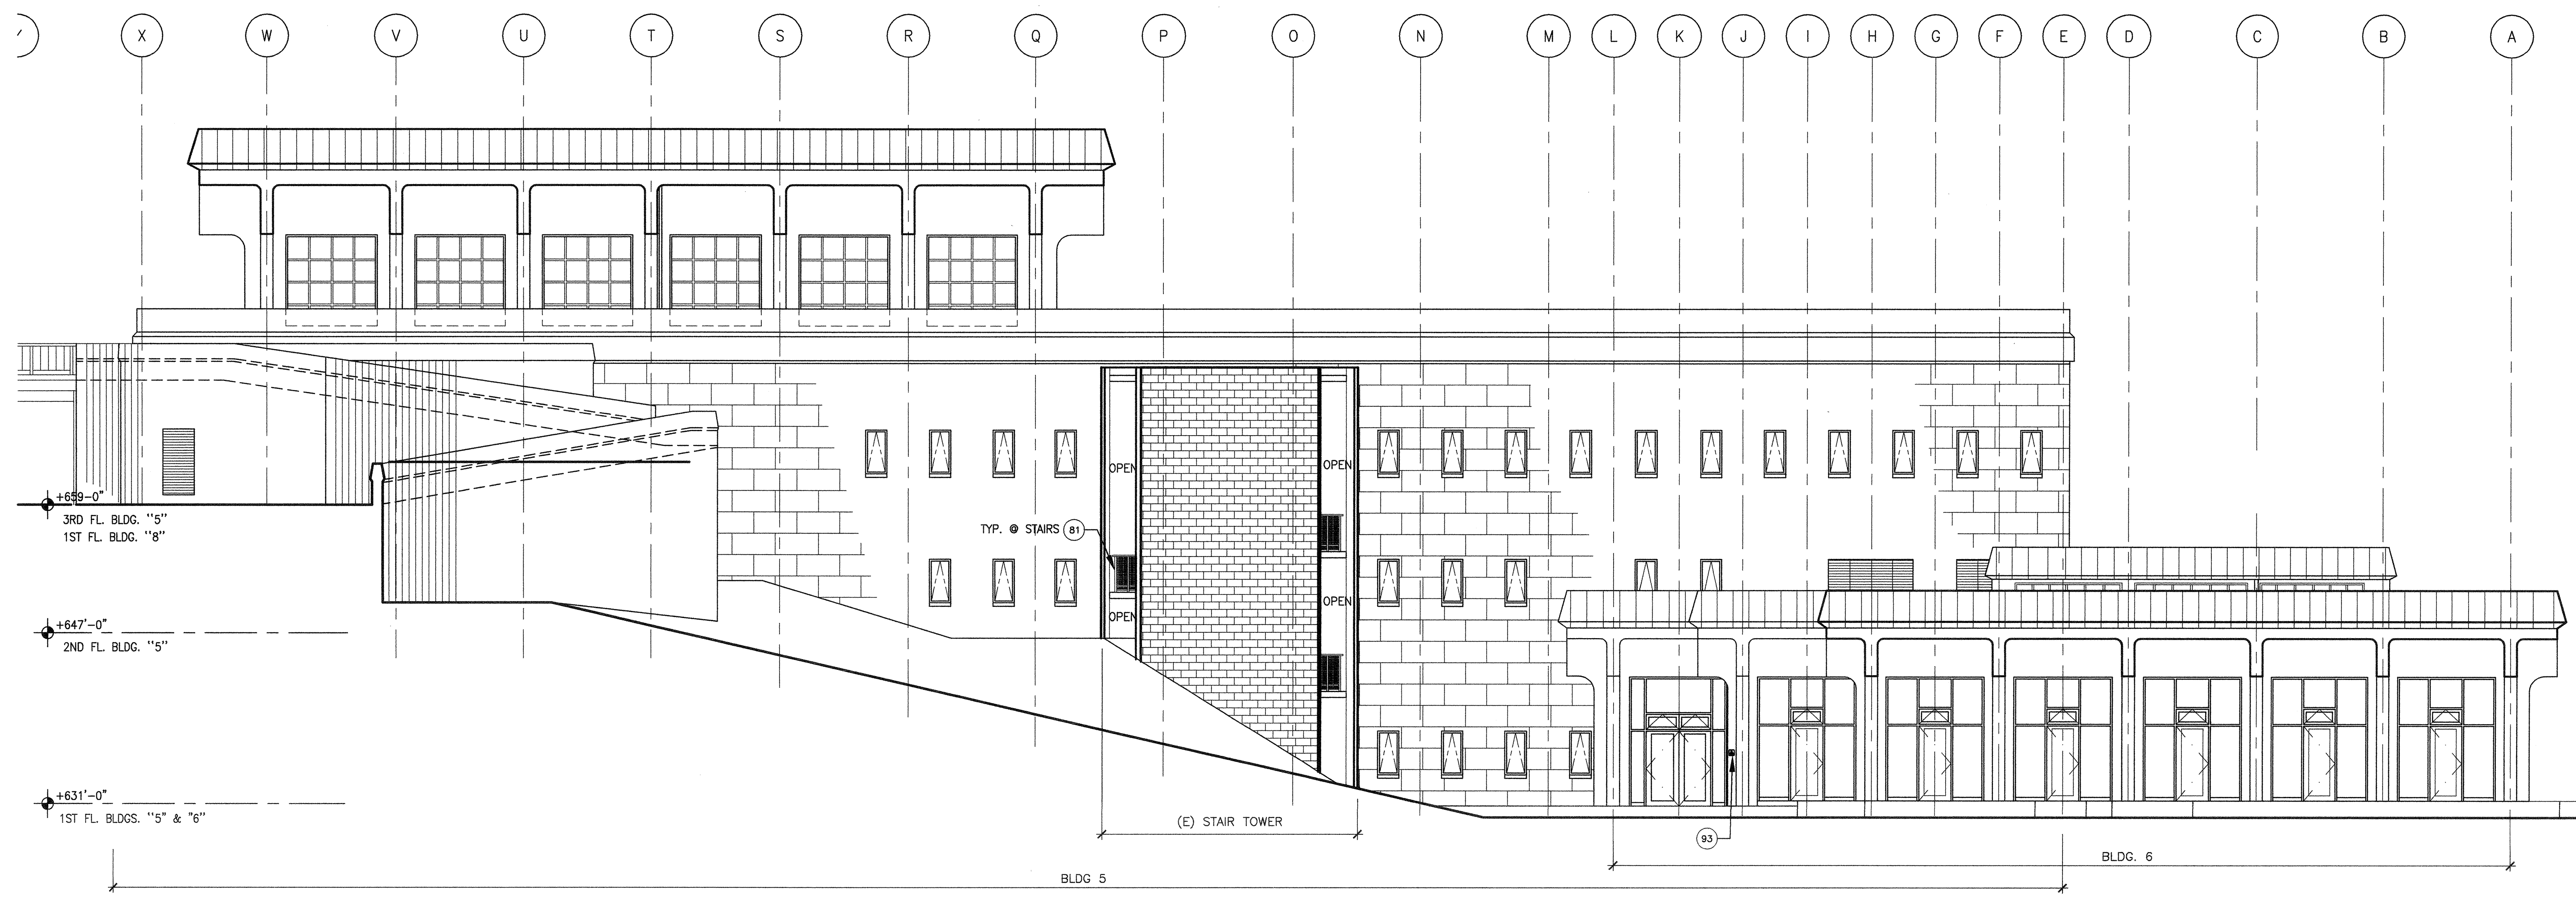 X W V U T S R Q P O N M L K J I H G F E D C B A
OPEN
OPEN
+659-0"
3RD FL. BLDG. ''5"
1ST FL. BLDG. ''8"
TYP. @ STAIRS 81
OPEN
OPEN
+647'-0"
2ND FL. BLDG. ''5"
+631'-0"
1ST FL. BLDGS. ''5" & "6"
(E) STAIR TOWER
93
BLDG. 6
BLDG 5